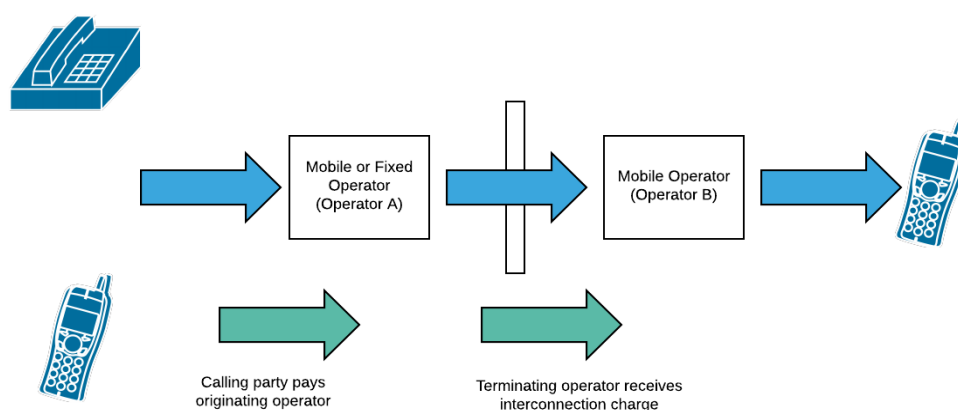 Mobile or Fixed
Operator
(Operator A)
Mobile Operator
(Operator B)
Calling party pays
originating operator
Terminating operator receives
interconnection charge